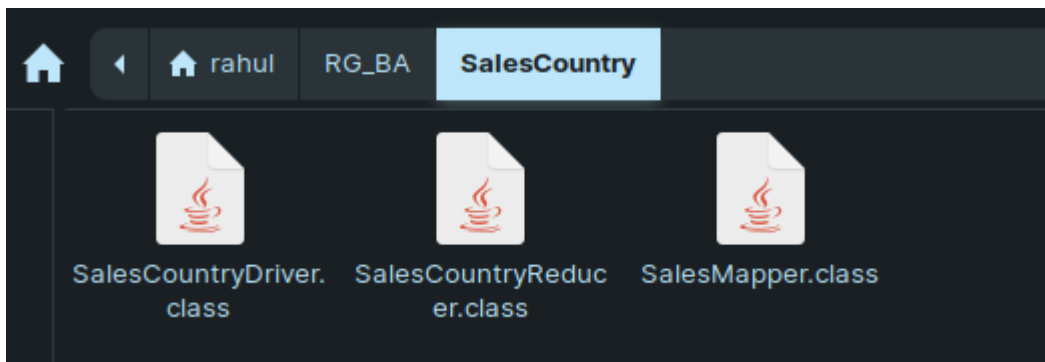 rahul RG_BA SalesCountry
SalesCountryDriver. SalesCountryReduc SalesMapper.class
class er.class